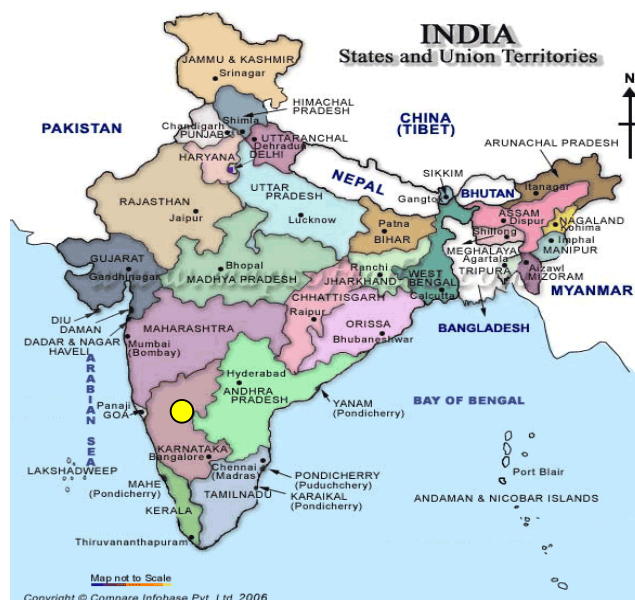 INDIA
States and Union Territories
N
JAMMU & KASHMIR
Srinagar
HIMACHAL
PRADESH
Shimla
Chandigarh
PUNJAB
CHINA
(TIBET)
PAKISTAN
UTTARANCHAL
Dehradun
HARYANA
DELHI
ARUNACHAL PRADESH
SIKKIM
NEPAL
BHUTAN
Itanagar
Gangtok
UTTAR
PRADESH
RAJASTHAN
Jaipur
Lucknow
ASSAM
Dispur
NAGALAND
Kohima
Shillong
MEGHALAYA
Imphal
MANIPUR
Agartala
TRIPURA
Aizawl
MIZORAM
Patna
BIHAR
GUJARAT
Gandhinagar
Bhopal
MADHYA PRADESH
Ranchi
JHARKHAND
WEST
BENGAL
Calcutta
MYANMAR
CHHATTISGARH
Raipur
DIU
DAMAN
DADAR & NAGAR
HAVELI
MAHARASHTRA
Mumbai
(Bombay)
ORISSA
Bhubaneshwar
BANGLADESH
ARABIAN SEA
Hyderabad
ANDHRA
PRADESH
YANAM
(Pondicherry)
BAY OF BENGAL
Panaji
GOA
KARNATAKA
Bangalore
Chennai
(Madras)
LAKSHADWEEP
MAHE
(Pondicherry)
PONDICHERRY
(Puduchchery)
KARAIKAL
(Pondicherry)
TAMILNADU
KERALA
Port Blair
ANDAMAN & NICOBAR ISLANDS
Thiruvananthapuram
Map not to Scale
Copyright © Compare Infobase Pvt. Ltd. 2006